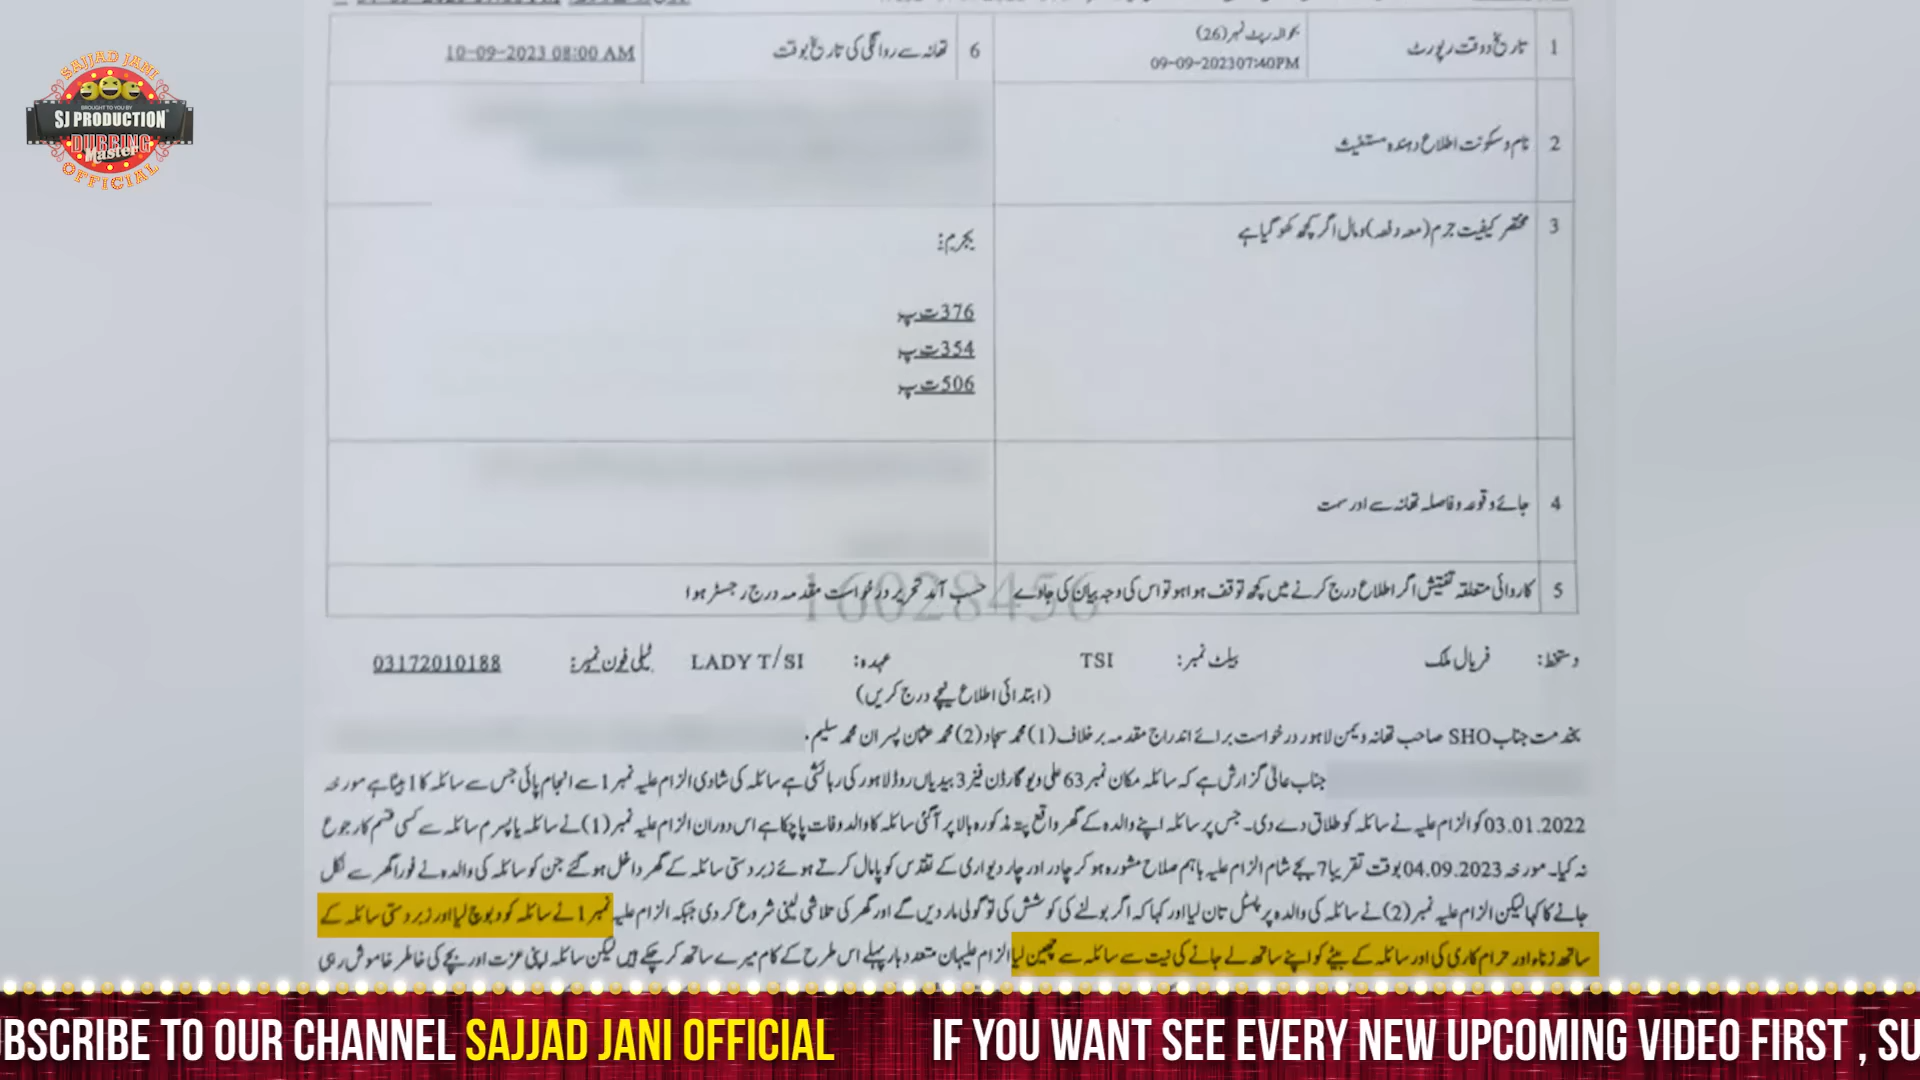 SAJJAD JANI
BROUGHT TO YOU BY
SJ PRODUCTION
DUBBING
Master
OFFICIAL
1 تاریخ و وقت رپورٹ بحوالہ رپٹ نمبر (26) 09-09-2023 07:40PM 6 تھانہ سے روانگی کی تاریخ بوقت 10-09-2023 08:00 AM
2 نام و سکونت اطلاع دہندہ مستغیث
3 مختصر کیفیت جرم (معہ دفعہ) و مال اگر کچھ کھو گیا ہے بجرم:
376 ت پ
354 ت پ
506 ت پ
4 جائے وقوعہ و فاصلہ تھانہ سے اور سمت
5 کاروائی متعلقہ تفتیش اگر اطلاع درج کرنے میں کچھ توقف ہوا ہو تو اس کی وجہ بیان کی جاوے حسب آمد تحریر درخواست مقدمہ درج رجسٹر ہوا
16028456
دستخط: فریال ملک بیلٹ نمبر: TSI عہدہ: LADY T/SI ٹیلی فون نمبر: 03172010188
(ابتدائی اطلاع نیچے درج کریں)
بخدمت جناب SHO صاحب تھانہ ویمن لاہور درخواست برائے اندراج مقدمہ برخلاف (1) محمد سجاد (2) محمد عثمان پسران محمد سلیم۔
جناب عالی گزارش ہے کہ سائلہ مکان نمبر 63 علی ویو گارڈن فیز 3 بیدیاں روڈ لاہور کی رہائشی ہے سائلہ کی شادی الزام علیہ نمبر 1 سے انجام پائی جس سے سائلہ کا 1 بیٹا ہے مورخہ
03.01.2022 کو الزام علیہ نے سائلہ کو طلاق دے دی۔ جس پر سائلہ اپنے والدہ کے گھر واقع پتہ مذکورہ بالا پر آگئی سائلہ کا والد وفات پا چکا ہے اس دوران الزام علیہ نمبر (1) نے سائلہ یا پسرم سائلہ سے کسی قسم کا رجوع
نہ کیا۔ مورخہ 04.09.2023 بوقت تقریبا 7 بجے شام الزام علیہ باہم صلاح مشورہ ہو کر چادر اور چار دیواری کے تقدس کو پامال کرتے ہوئے زبردستی سائلہ کے گھر داخل ہو گئے جن کو سائلہ کی والدہ نے فورا گھر سے نکل
جانے کا کہا لیکن الزام علیہ نمبر (2) نے سائلہ کی والدہ پر پسٹل تان لیا اور کہا کہ اگر بولنے کی کوشش کی تو گولی مار دیں گے اور گھر کی تلاشی لینی شروع کر دی جبکہ الزام علیہ نمبر 1 نے سائلہ کو دبوچ لیا اور زبردستی سائلہ کے
ساتھ زناء اور حرام کاری کی اور سائلہ کے بیٹے کو اپنے ساتھ لے جانے کی نیت سے سائلہ سے چھین لیا الزام علیہان متعدد بار پہلے اس طرح کے کام میرے ساتھ کر چکے ہیں لیکن سائلہ اپنی عزت اور بچے کی خاطر خاموش رہی
UBSCRIBE TO OUR CHANNEL SAJJAD JANI OFFICIAL IF YOU WANT SEE EVERY NEW UPCOMING VIDEO FIRST , SU